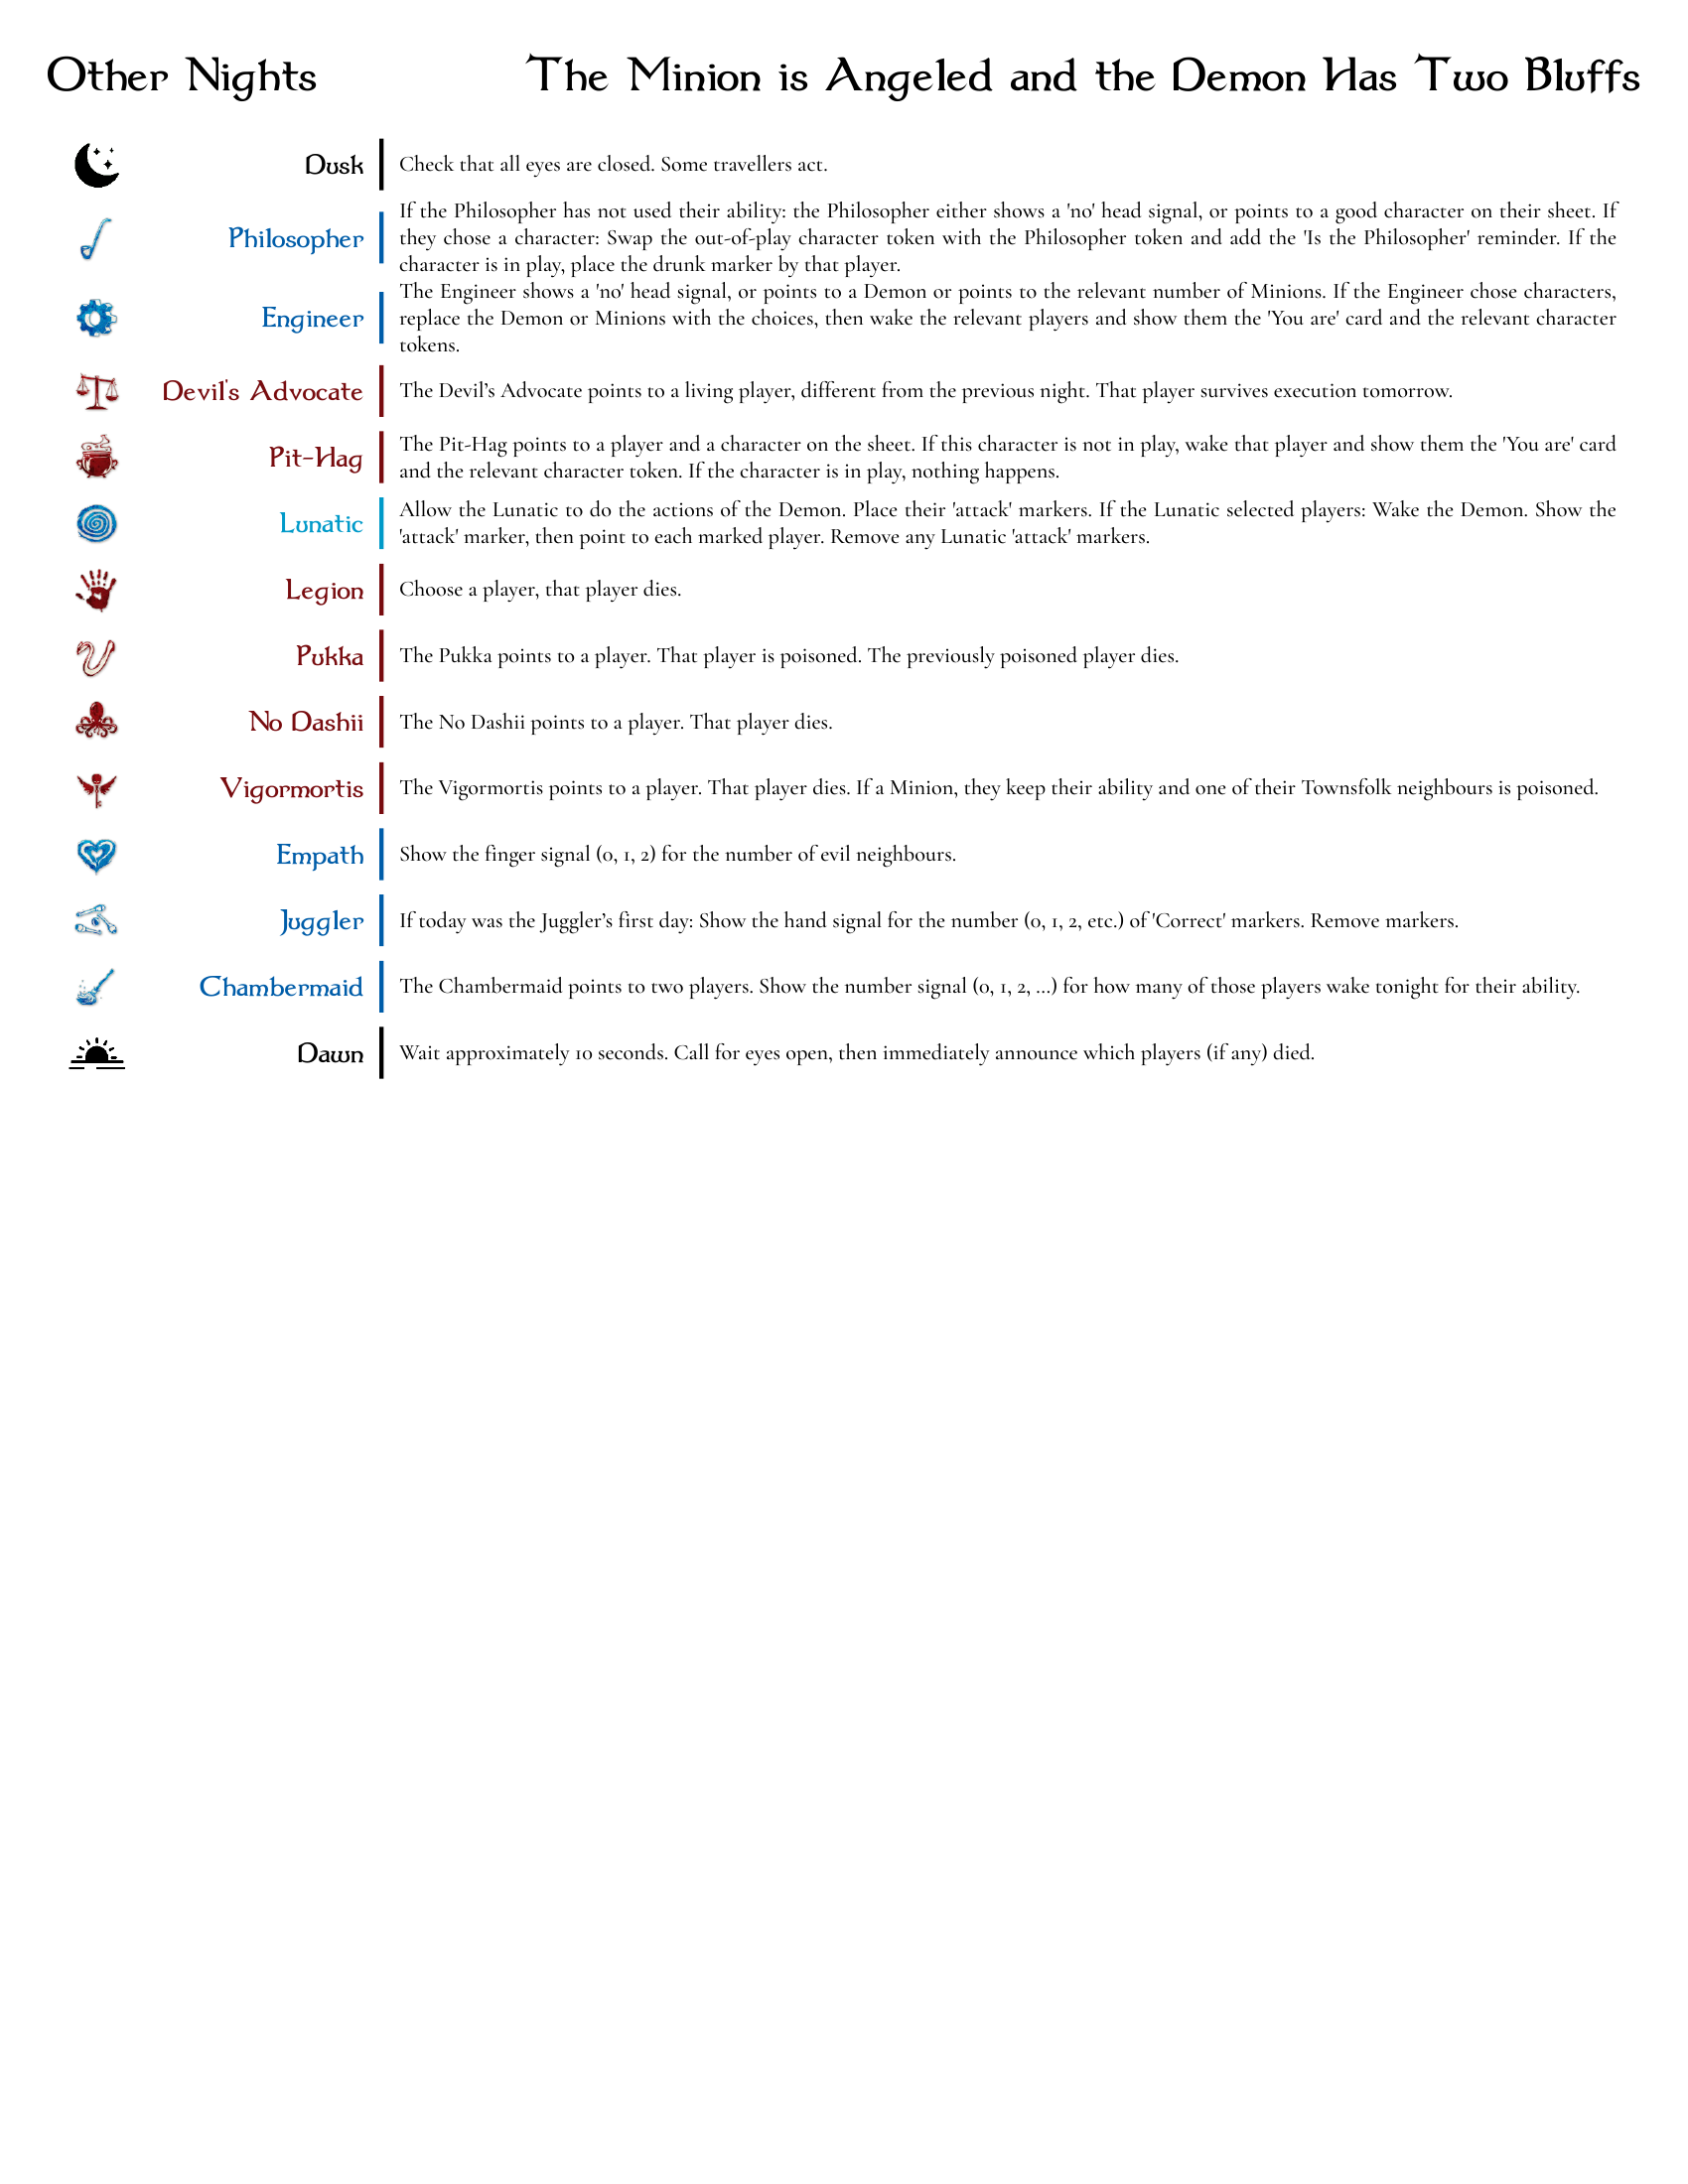 Other Nights
The Minion is Angeled and the Demon Has Two Bluffs
Dusk
Check that all eyes are closed. Some travellers act.
Philosopher
If the Philosopher has not used their ability: the Philosopher either shows a 'no' head signal, or points to a good character on their sheet. If
they chose a character: Swap the out-of-play character token with the Philosopher token and add the 'Is the Philosopher' reminder. If the
character is in play, place the drunk marker by that player.
Engineer
The Engineer shows a 'no' head signal, or points to a Demon or points to the relevant number of Minions. If the Engineer chose characters,
replace the Demon or Minions with the choices, then wake the relevant players and show them the 'You are' card and the relevant character
tokens.
Devil's Advocate
The Devil’s Advocate points to a living player, different from the previous night. That player survives execution tomorrow.
Pit-Hag
The Pit-Hag points to a player and a character on the sheet. If this character is not in play, wake that player and show them the 'You are' card
and the relevant character token. If the character is in play, nothing happens.
Lunatic
Allow the Lunatic to do the actions of the Demon. Place their 'attack' markers. If the Lunatic selected players: Wake the Demon. Show the
'attack' marker, then point to each marked player. Remove any Lunatic 'attack' markers.
Legion
Choose a player, that player dies.
Pukka
The Pukka points to a player. That player is poisoned. The previously poisoned player dies.
No Dashii
The No Dashii points to a player. That player dies.
Vigormortis
The Vigormortis points to a player. That player dies. If a Minion, they keep their ability and one of their Townsfolk neighbours is poisoned.
Empath
Show the finger signal (0, 1, 2) for the number of evil neighbours.
Juggler
If today was the Juggler’s first day: Show the hand signal for the number (0, 1, 2, etc.) of 'Correct' markers. Remove markers.
Chambermaid
The Chambermaid points to two players. Show the number signal (0, 1, 2, …) for how many of those players wake tonight for their ability.
Dawn
Wait approximately 10 seconds. Call for eyes open, then immediately announce which players (if any) died.